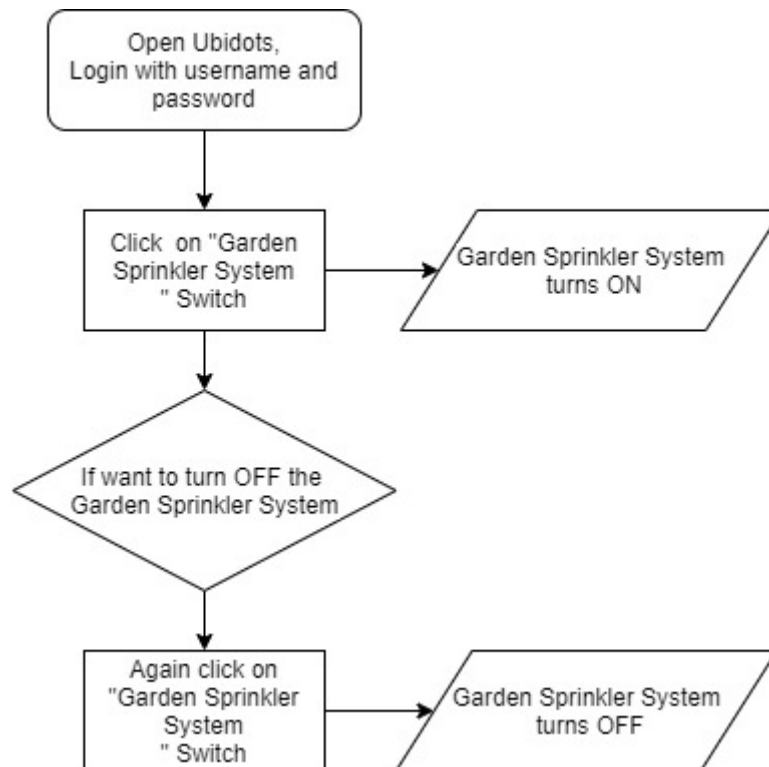 Open Ubidots,
Login with username and
password
Click on "Garden
Sprinkler System
" Switch
Garden Sprinkler System
turns ON
If want to turn OFF the
Garden Sprinkler System
Again click on
"Garden Sprinkler
System
" Switch
Garden Sprinkler System
turns OFF